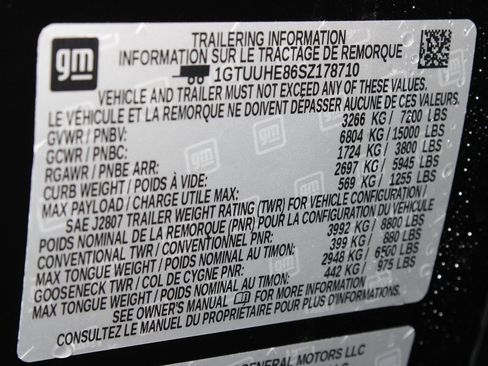 gm
TRAILERING INFORMATION
INFORMATION SUR LE TRACTAGE DE REMORQUE
1GTUUHE86SZ178710
VEHICLE AND TRAILER MUST NOT EXCEED ANY OF THESE VALUES.
LE VÉHICULE ET LA REMORQUE NE DOIVENT DÉPASSER AUCUNE DE CES VALEURS.
GVWR / PNBV: 3266 KG / 7200 LBS
GCWR / PNBC: 6804 KG / 15000 LBS
RGAWR / PNBE ARR: 1724 KG / 3800 LBS
CURB WEIGHT / POIDS À VIDE: 2697 KG / 5945 LBS
MAX PAYLOAD / CHARGE UTILE MAX: 569 KG / 1255 LBS
SAE J2807 TRAILER WEIGHT RATING (TWR) FOR VEHICLE CONFIGURATION /
POIDS NOMINAL DE LA REMORQUE (PNR) POUR LA CONFIGURATION DU VÉHICULE
CONVENTIONAL TWR / CONVENTIONNEL PNR: 3992 KG / 8800 LBS
MAX TONGUE WEIGHT / POIDS NOMINAL AU TIMON: 399 KG / 880 LBS
GOOSENECK TWR / COL DE CYGNE PNR: 2948 KG / 6500 LBS
MAX TONGUE WEIGHT / POIDS NOMINAL AU TIMON: 442 KG / 975 LBS
SEE OWNER'S MANUAL FOR MORE INFORMATION
CONSULTEZ LE MANUEL DU PROPRIÉTAIRE POUR PLUS D'INFORMATIONS.
GENERAL MOTORS LLC